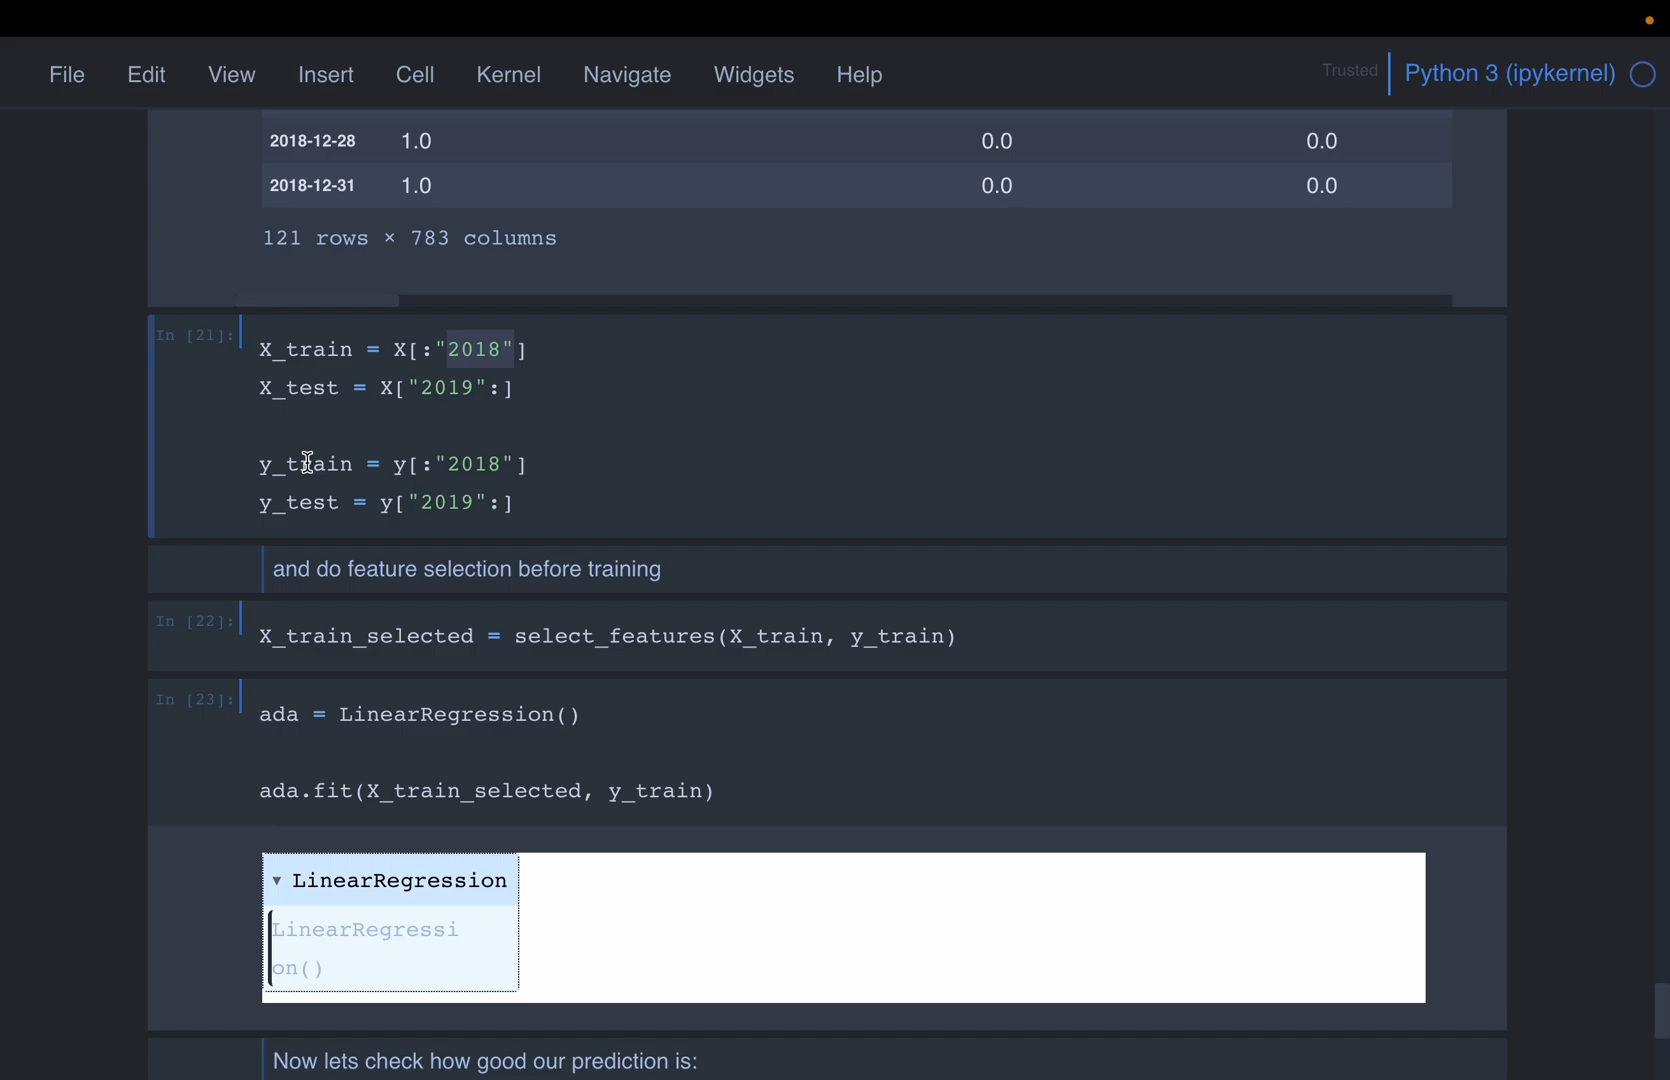 File Edit View Insert Cell Kernel Navigate Widgets Help Trusted Python 3 (ipykernel)
2018-12-28 1.0 0.0 0.0
2018-12-31 1.0 0.0 0.0
121 rows × 783 columns
In [21]:
X_train = X[:"2018"]
X_test = X["2019":]
y_train = y[:"2018"]
y_test = y["2019":]
and do feature selection before training
In [22]:
X_train_selected = select_features(X_train, y_train)
In [23]:
ada = LinearRegression()
ada.fit(X_train_selected, y_train)
▾ LinearRegression
LinearRegressi
on()
Now lets check how good our prediction is: